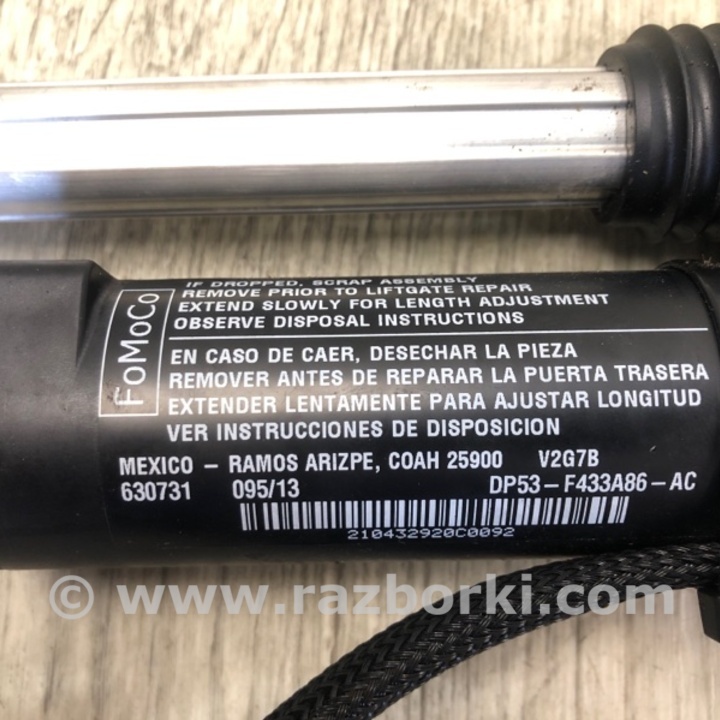 IF DROPPED, SCRAP ASSEMBLY
REMOVE PRIOR TO LIFTGATE REPAIR
EXTEND SLOWLY FOR LENGTH ADJUSTMENT
OBSERVE DISPOSAL INSTRUCTIONS
FoMoCo
EN CASO DE CAER, DESECHAR LA PIEZA
REMOVER ANTES DE REPARAR LA PUERTA TRASERA
EXTENDER LENTAMENTE PARA AJUSTAR LONGITUD
VER INSTRUCCIONES DE DISPOSICION
MEXICO – RAMOS ARIZPE, COAH 25900 V2G7B
630731 095/13 DP53–F433A86–AC
210432920C0092
© www.razborki.com